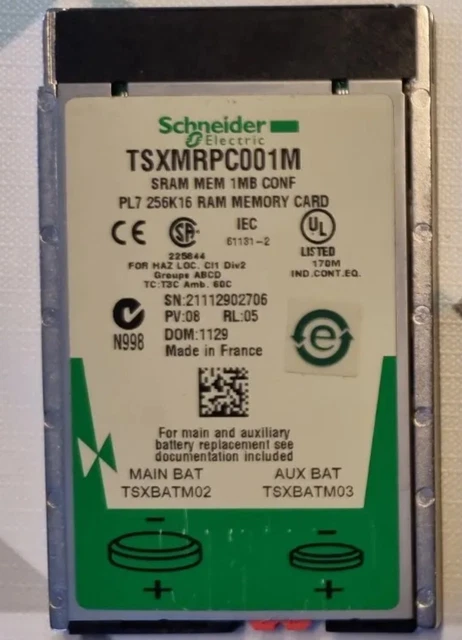 Schneider
Electric
TSXMRPC001M
SRAM MEM 1MB CONF
PL7 256K16 RAM MEMORY CARD
CE SA IEC UL
61131-2
225644
LISTED
FOR HAZ LOC. Cl1 Div2
170M
Groups ABCD
IND.CONT.EQ.
TC:T3C Amb. 60C
SN:21112902706
PV:08 RL:05
N998
DOM:1129
Made in France
e
For main and auxiliary
battery replacement see
documentation included
MAIN BAT AUX BAT
TSXBATM02 TSXBATM03
- -
+ +